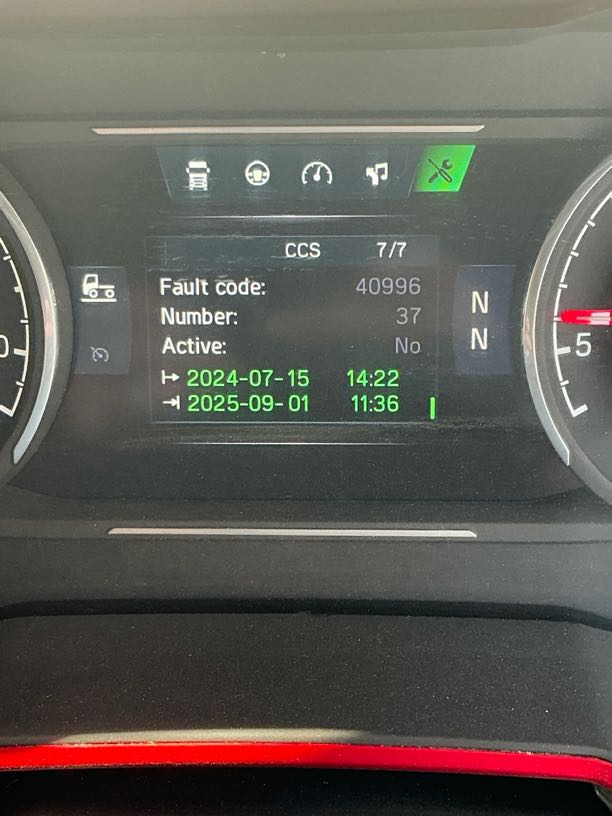 CCS 7/7
Fault code: 40996
Number: 37
Active: No
2024-07-15 14:22
2025-09-01 11:36
N
N
0
5